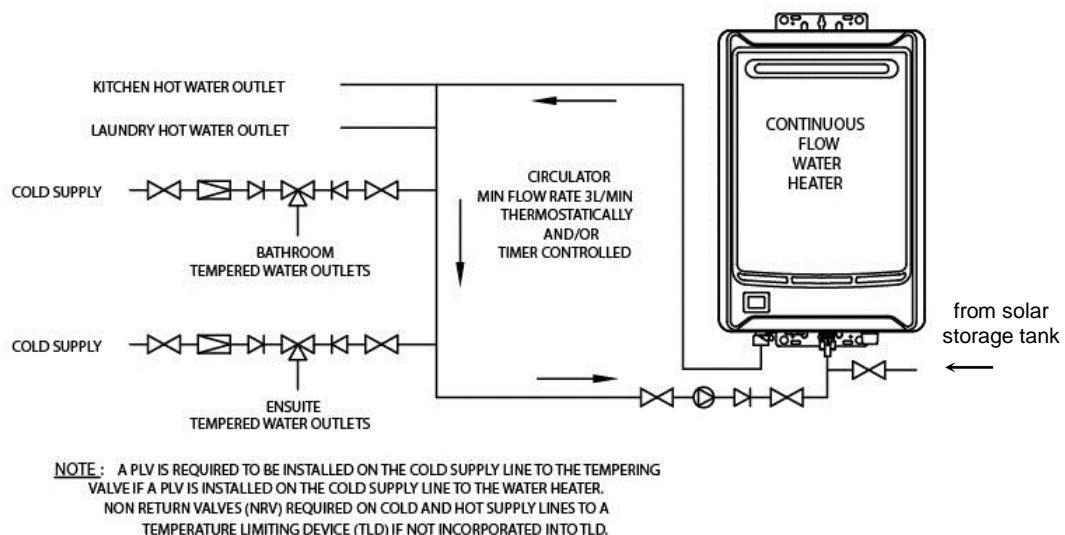 KITCHEN HOT WATER OUTLET
LAUNDRY HOT WATER OUTLET
COLD SUPPLY
BATHROOM
TEMPERED WATER OUTLETS
CIRCULATOR
MIN FLOW RATE 3L/MIN
THERMOSTATICALLY
AND/OR
TIMER CONTROLLED
CONTINUOUS
FLOW
WATER
HEATER
from solar
storage tank
COLD SUPPLY
ENSUITE
TEMPERED WATER OUTLETS
NOTE : A PLV IS REQUIRED TO BE INSTALLED ON THE COLD SUPPLY LINE TO THE TEMPERING
VALVE IF A PLV IS INSTALLED ON THE COLD SUPPLY LINE TO THE WATER HEATER.
NON RETURN VALVES (NRV) REQUIRED ON COLD AND HOT SUPPLY LINES TO A
TEMPERATURE LIMITING DEVICE (TLD) IF NOT INCORPORATED INTO TLD.